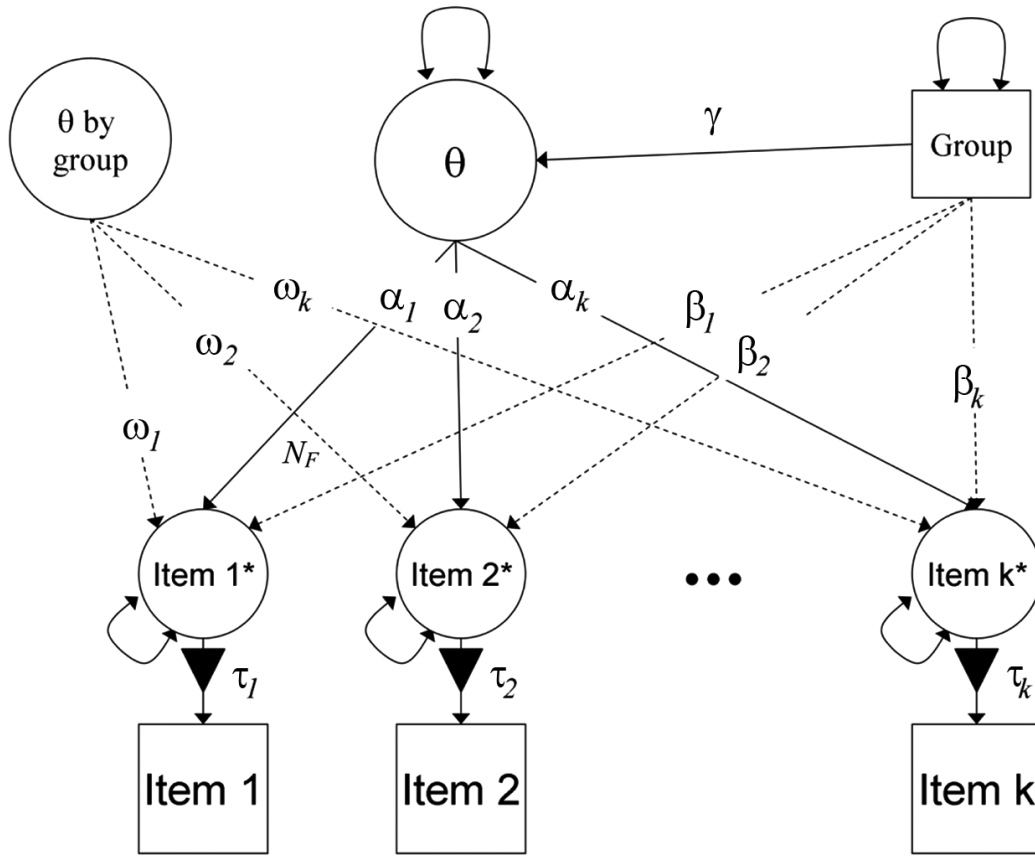 θ by
group
θ
γ
Group
ω_k
α_1
α_2
α_k
β_1
ω_2
β_2
β_k
ω_1
N_F
Item 1*
Item 2*
•••
Item k*
τ_1
τ_2
τ_k
Item 1
Item 2
Item k